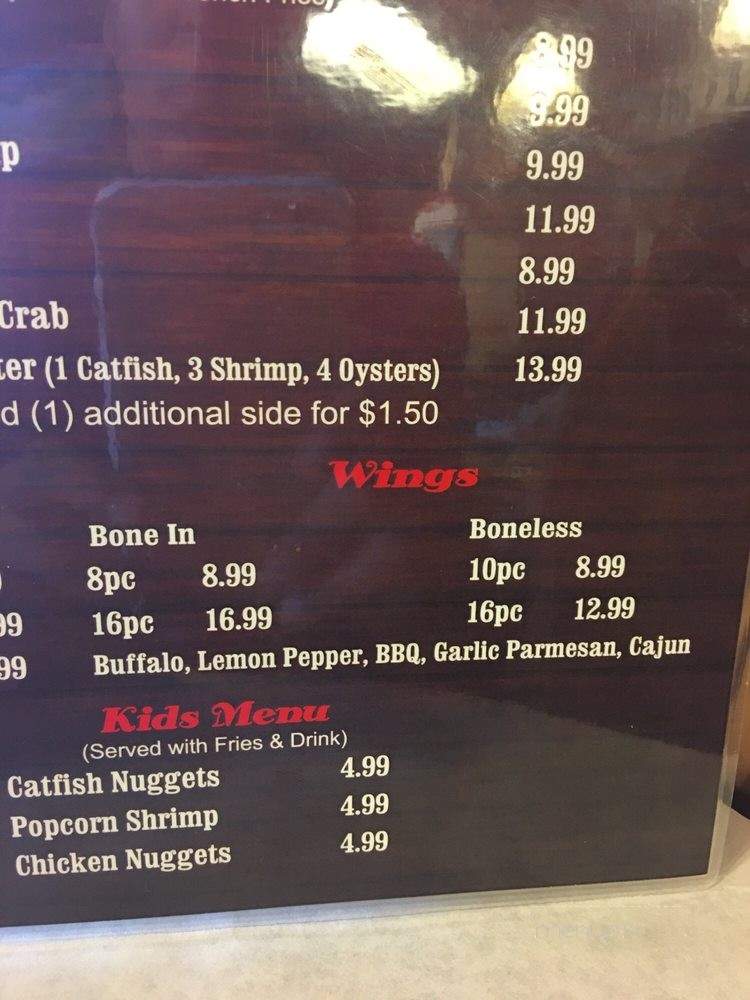 8.99
9.99
p 9.99
11.99
8.99
Crab 11.99
ter (1 Catfish, 3 Shrimp, 4 Oysters) 13.99
d (1) additional side for $1.50
Wings
Bone In Boneless
) 8pc 8.99 10pc 8.99
99 16pc 16.99 16pc 12.99
99 Buffalo, Lemon Pepper, BBQ, Garlic Parmesan, Cajun
Kids Menu
(Served with Fries & Drink)
Catfish Nuggets 4.99
Popcorn Shrimp 4.99
Chicken Nuggets 4.99